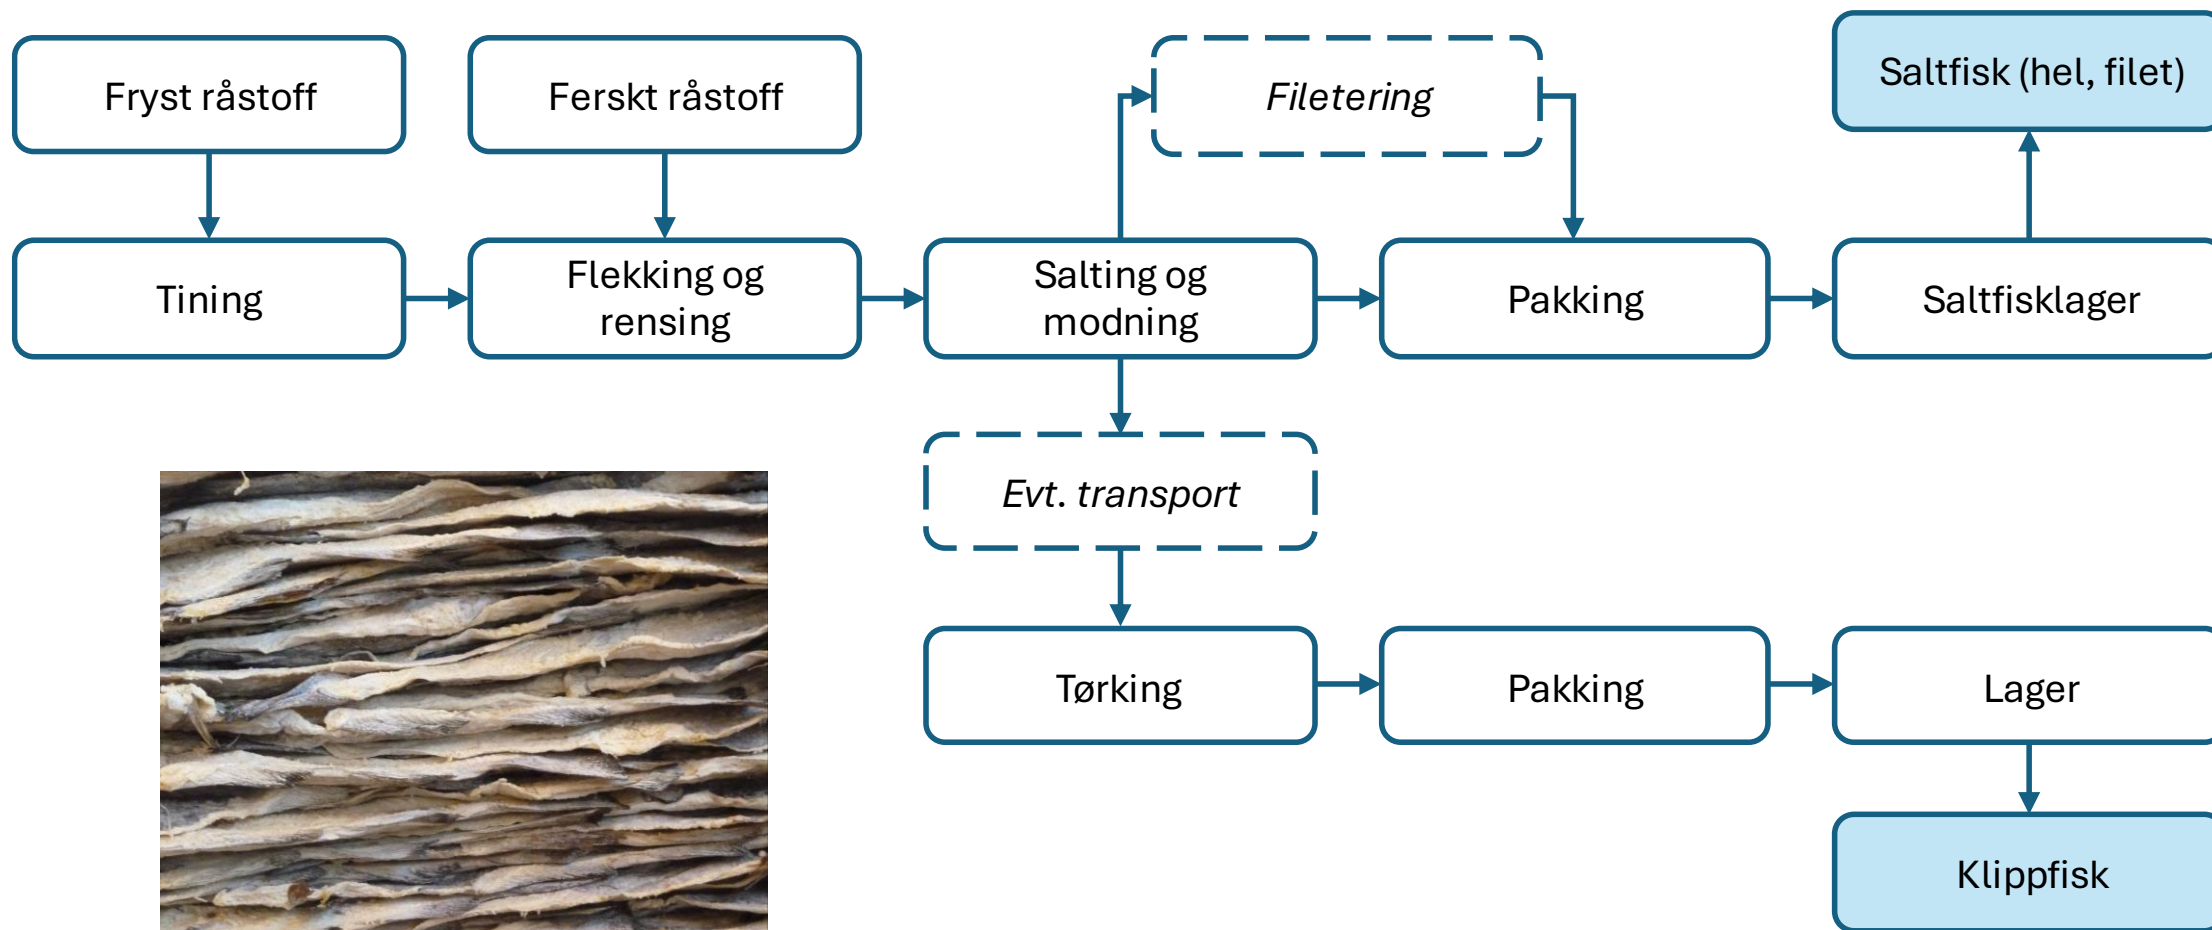 Fryst råstoff
Ferskt råstoff
Filetering
Saltfisk (hel, filet)
Tining
Flekking og
rensing
Salting og
modning
Pakking
Saltfisklager
Evt. transport
Tørking
Pakking
Lager
Klippfisk